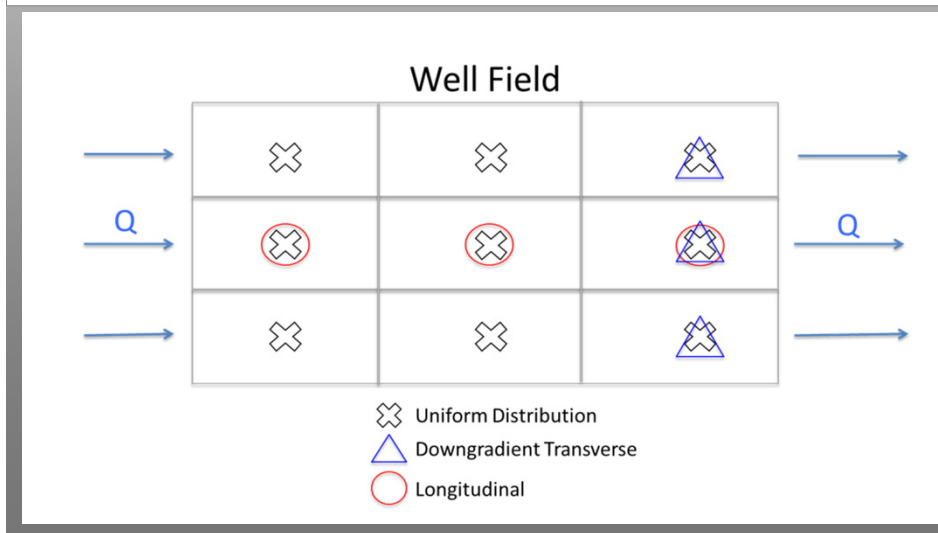 Well Field
Q
Q
Uniform Distribution
Downgradient Transverse
Longitudinal